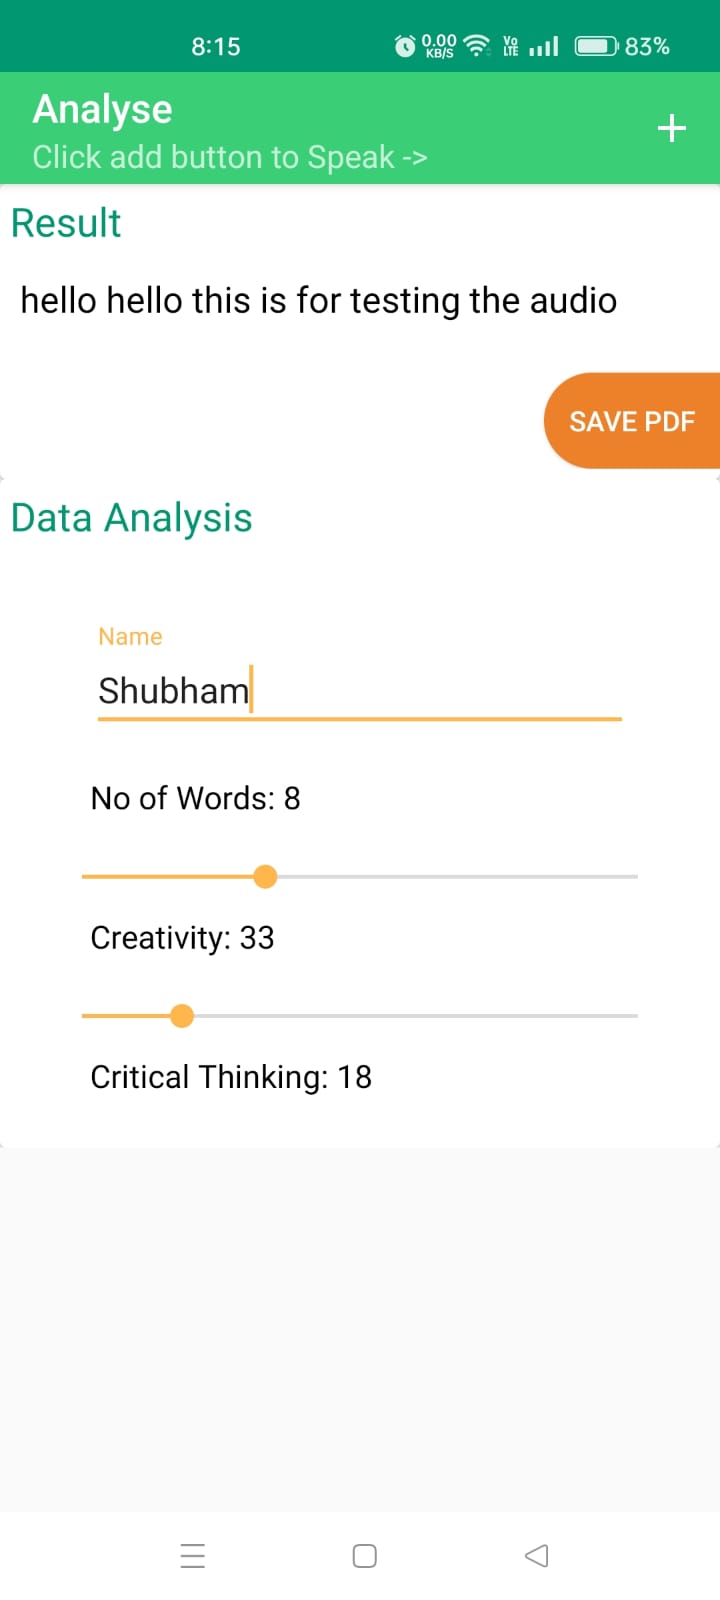 8:15
0.00 KB/S
Vo LTE
83%
Analyse
Click add button to Speak ->
Result
hello hello this is for testing the audio
SAVE PDF
Data Analysis
Name
Shubham
No of Words: 8
Creativity: 33
Critical Thinking: 18